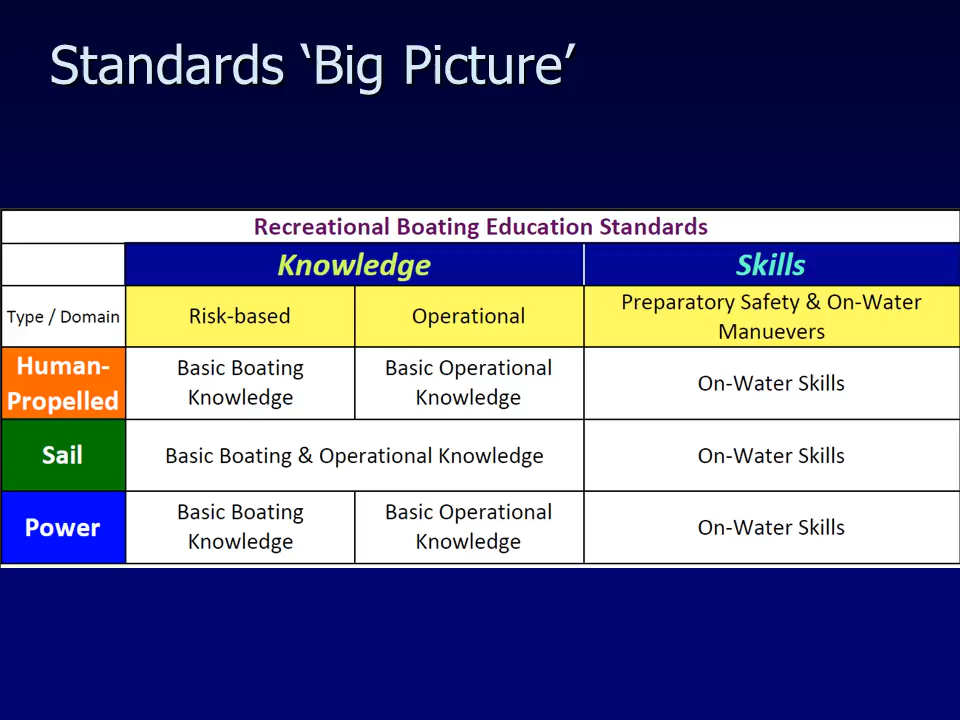 Standards ‘Big Picture’
Recreational Boating Education Standards
Knowledge Skills
Type / Domain Risk-based Operational Preparatory Safety & On-Water Manuevers
Human-Propelled Basic Boating Knowledge Basic Operational Knowledge On-Water Skills
Sail Basic Boating & Operational Knowledge On-Water Skills
Power Basic Boating Knowledge Basic Operational Knowledge On-Water Skills